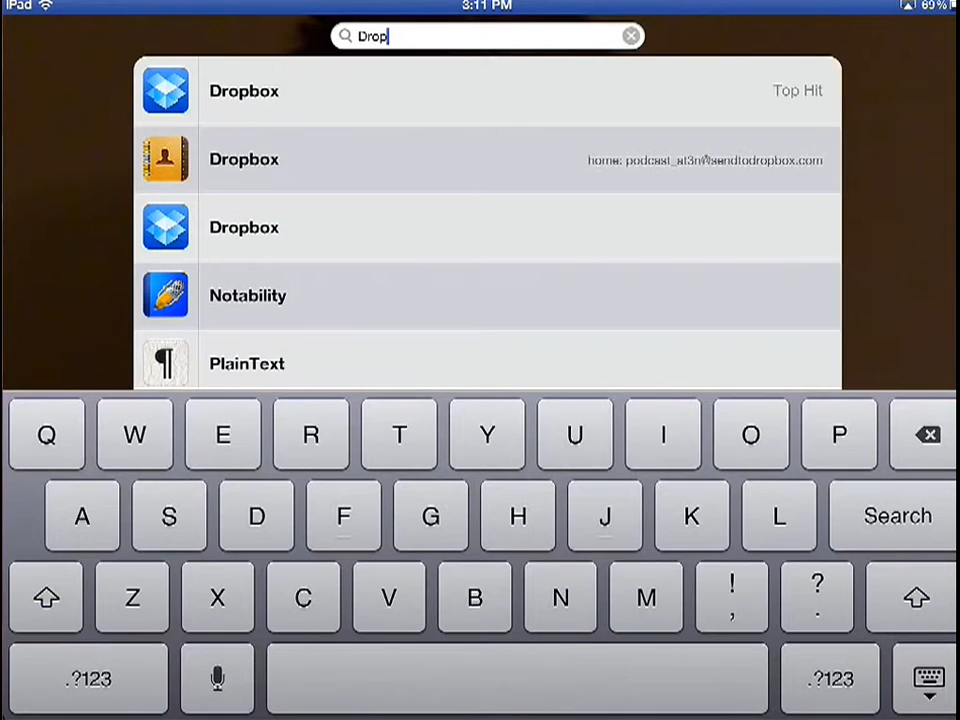 iPad 3:11 PM 69%
Drop
Dropbox Top Hit
Dropbox home: podcast_at3n@sendtodropbox.com
Dropbox
Notability
PlainText
Q W E R T Y U I O P
A S D F G H J K L Search
Z X C V B N M ! , ? .
.?123 .?123